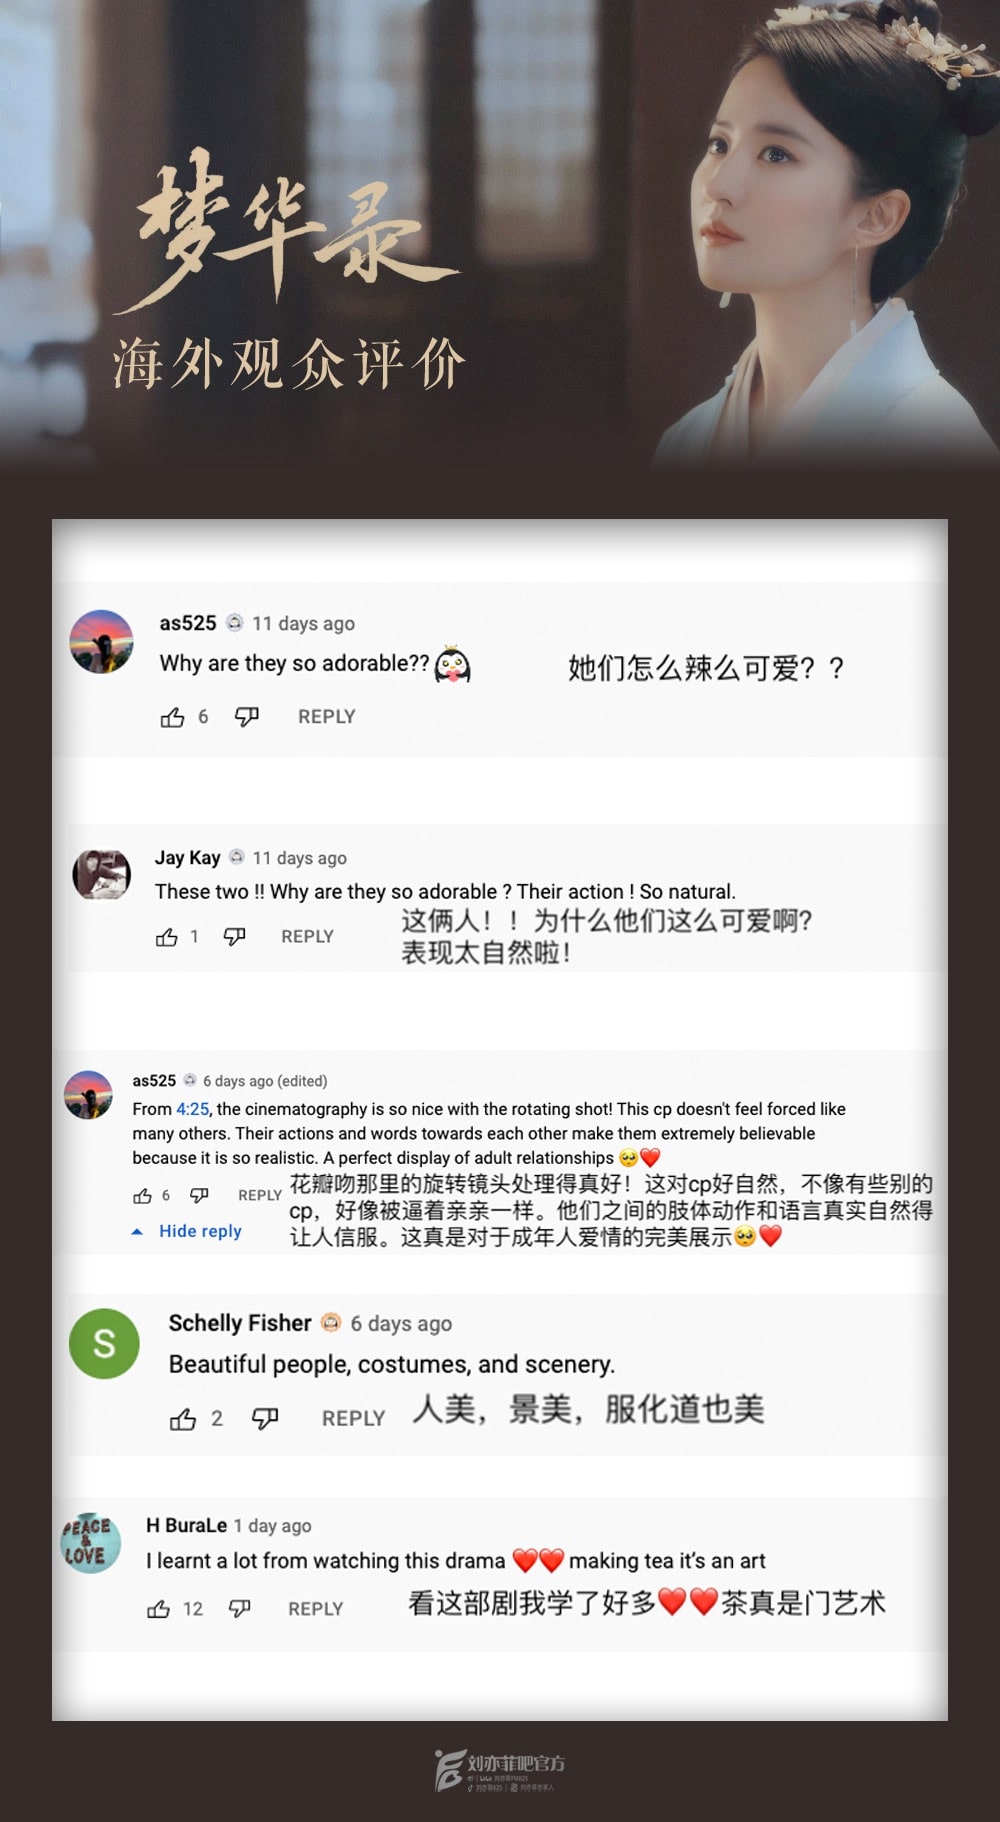 梦华录
海外观众评价
as525 11 days ago
Why are they so adorable??
她们怎么辣么可爱？？
6 REPLY
Jay Kay 11 days ago
These two !! Why are they so adorable ? Their action ! So natural.
这俩人！！为什么他们这么可爱啊?
表现太自然啦！
1 REPLY
as525 6 days ago (edited)
From 4:25, the cinematography is so nice with the rotating shot! This cp doesn't feel forced like
many others. Their actions and words towards each other make them extremely believable
because it is so realistic. A perfect display of adult relationships 🥺❤️
花瓣吻那里的旋转镜头处理得真好！这对cp好自然，不像有些别的
cp，好像被逼着亲亲一样。他们之间的肢体动作和语言真实自然得
让人信服。这真是对于成年人爱情的完美展示🥺❤️
6 REPLY
Hide reply
S
Schelly Fisher 6 days ago
Beautiful people, costumes, and scenery.
人美，景美，服化道也美
2 REPLY
PEACE
&
LOVE
H BuraLe 1 day ago
I learnt a lot from watching this drama ❤️❤️ making tea it's an art
看这部剧我学了好多❤️❤️茶真是门艺术
12 REPLY
刘亦菲吧官方